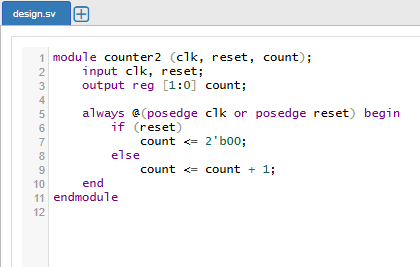 design.sv
1 module counter2 (clk, reset, count);
2     input clk, reset;
3     output reg [1:0] count;
4
5     always @(posedge clk or posedge reset) begin
6         if (reset)
7             count <= 2'b00;
8         else
9             count <= count + 1;
10     end
11 endmodule
12